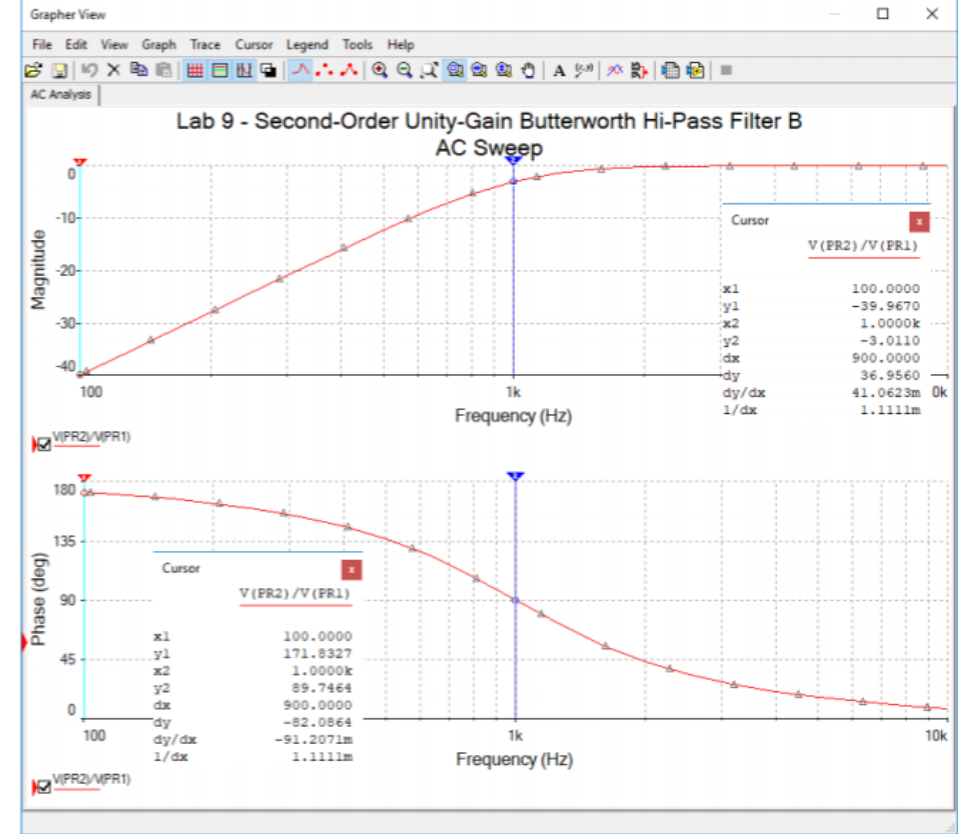 Grapher View
File Edit View Graph Trace Cursor Legend Tools Help
AC Analysis
Lab 9 - Second-Order Unity-Gain Butterworth Hi-Pass Filter B
AC Sweep
Magnitude
0
-10
-20
-30
-40
100
1k
0k
Frequency (Hz)
Cursor
V(PR2)/V(PR1)
x1 100.0000
y1 -39.9670
x2 1.0000k
y2 -3.0110
dx 900.0000
dy 36.9560
dy/dx 41.0623m
1/dx 1.1111m
V(PR2)/V(PR1)
Phase (deg)
180
135
90
45
0
100
1k
10k
Frequency (Hz)
Cursor
V(PR2)/V(PR1)
x1 100.0000
y1 171.8327
x2 1.0000k
y2 89.7464
dx 900.0000
dy -82.0864
dy/dx -91.2071m
1/dx 1.1111m
V(PR2)/V(PR1)